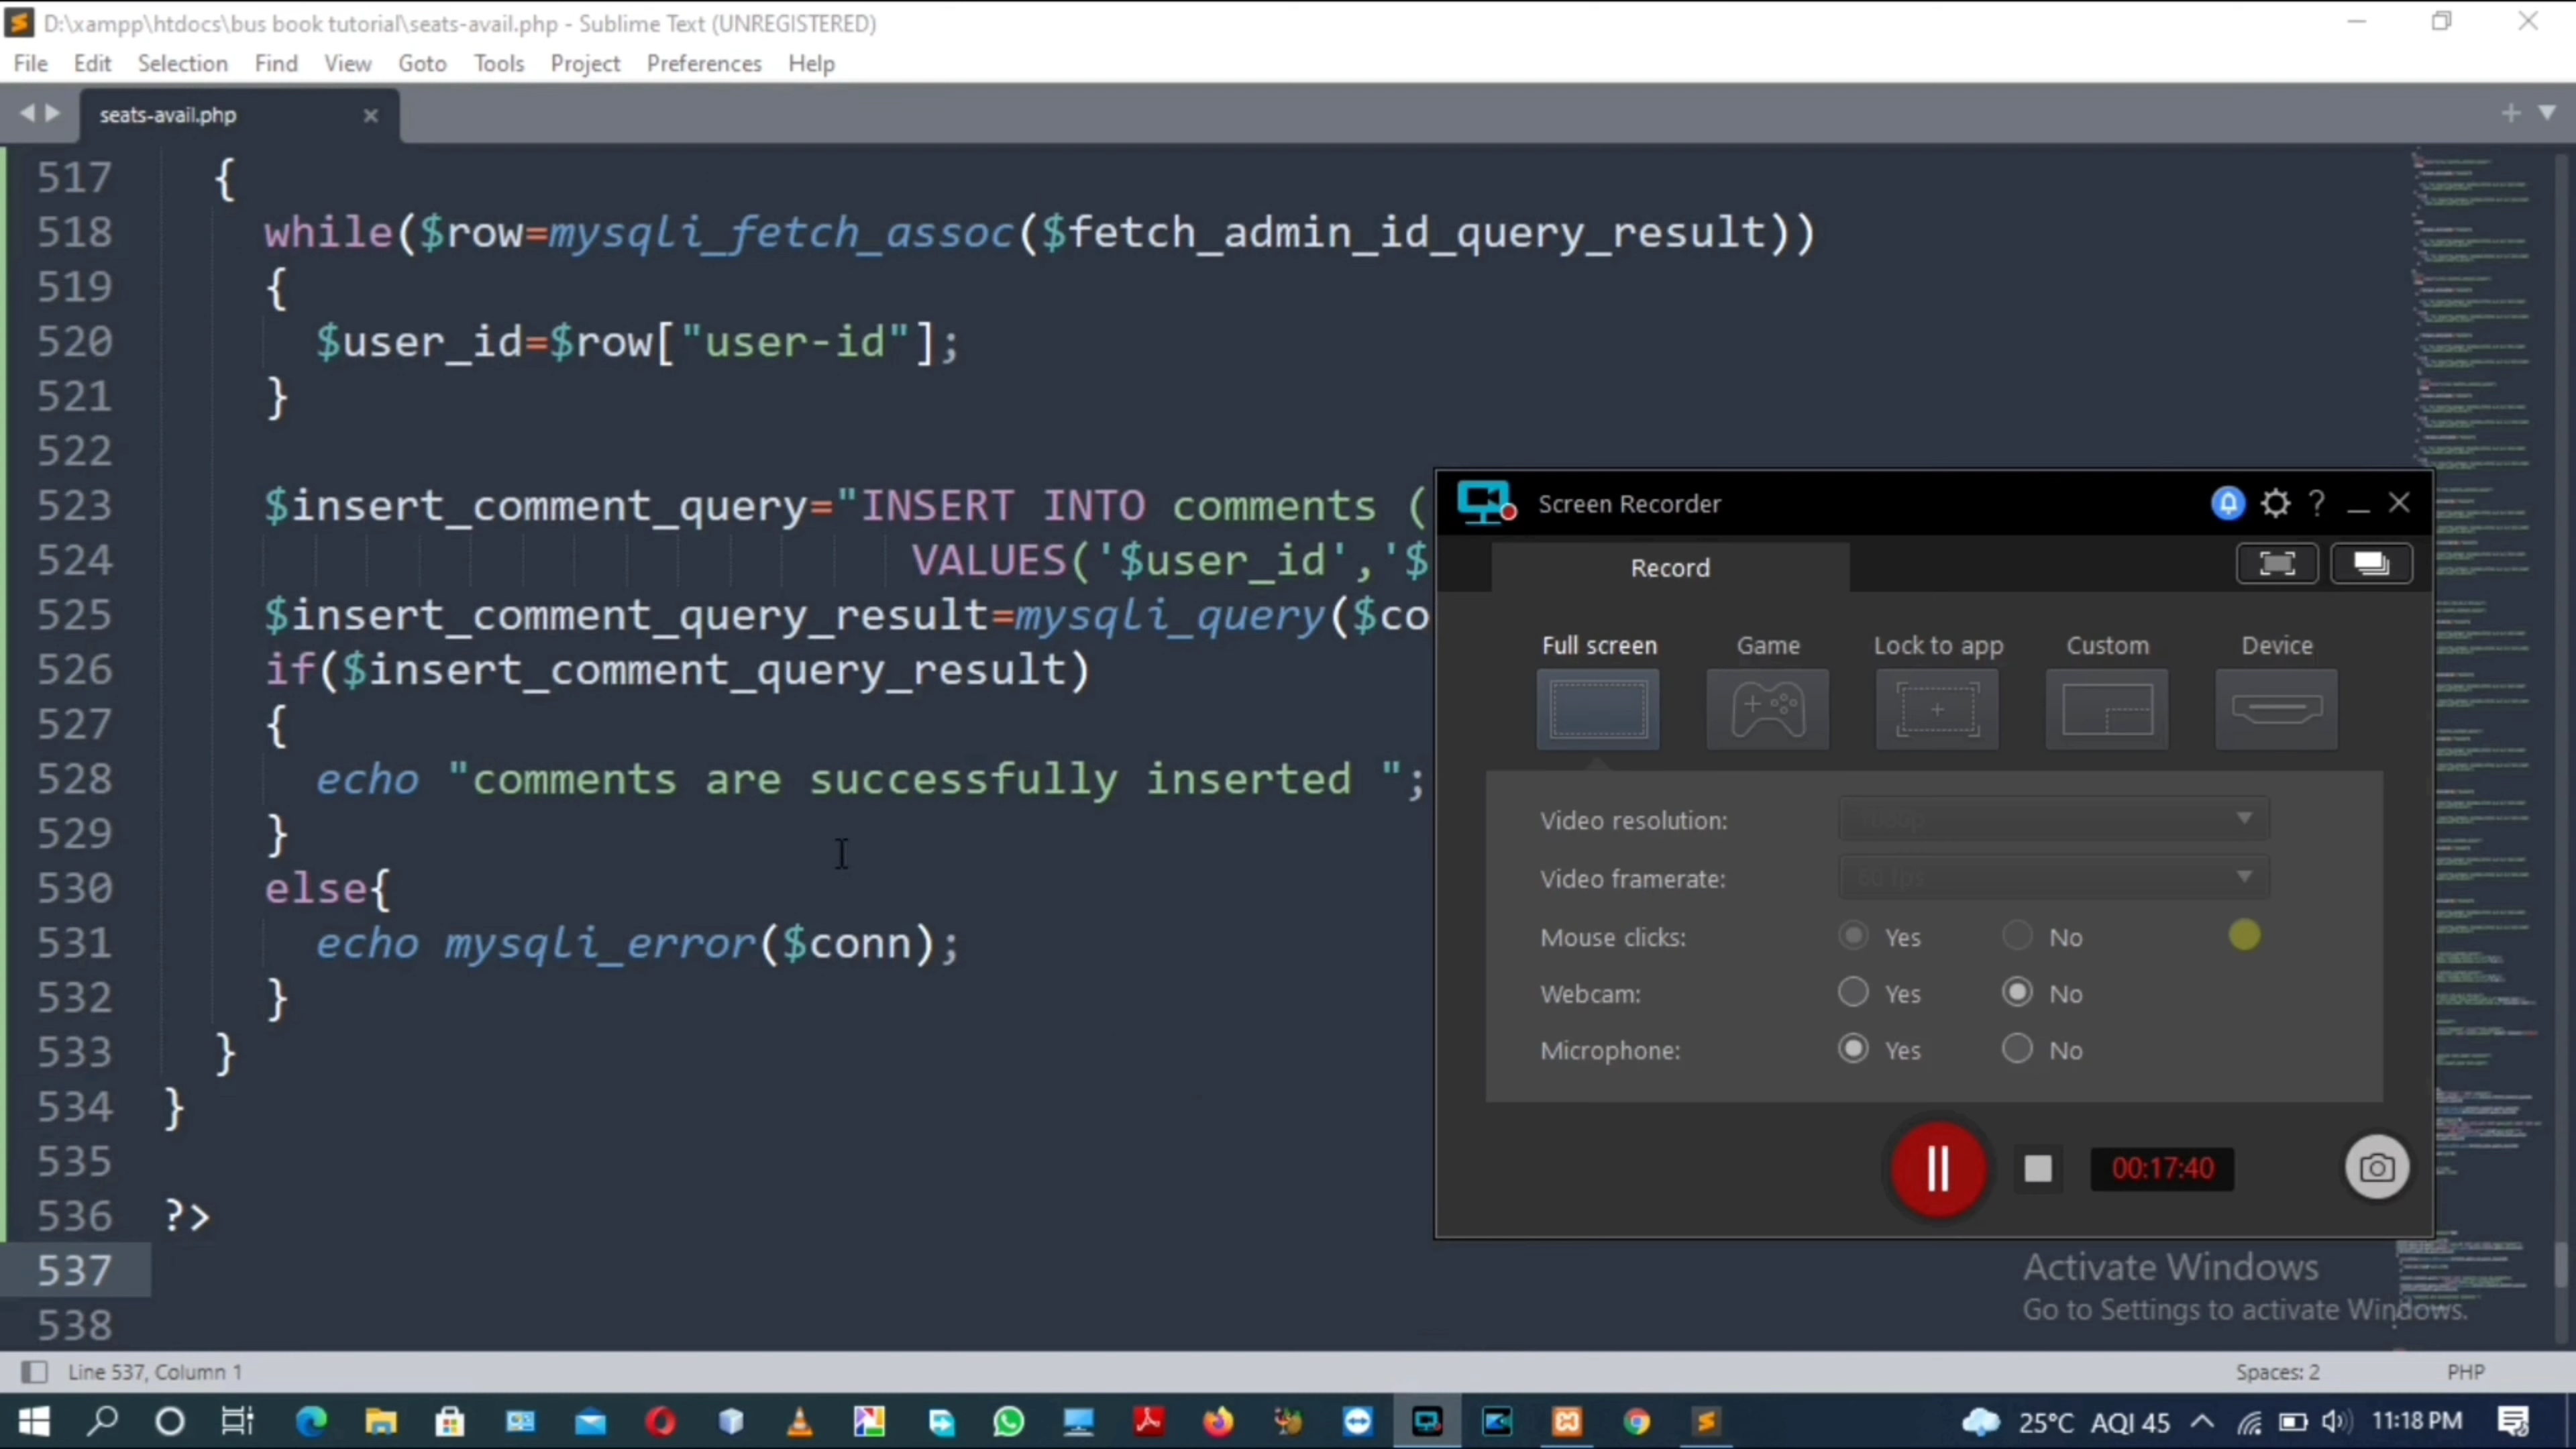 D:\xampp\htdocs\bus book tutorial\seats-avail.php - Sublime Text (UNREGISTERED)
File Edit Selection Find View Goto Tools Project Preferences Help
seats-avail.php
517 {
518 while($row=mysqli_fetch_assoc($fetch_admin_id_query_result))
519 {
520 $user_id=$row["user-id"];
521 }
522
523 $insert_comment_query="INSERT INTO comments (
524 VALUES('$user_id','$
525 $insert_comment_query_result=mysqli_query($co
526 if($insert_comment_query_result)
527 {
528 echo "comments are successfully inserted ";
529 }
530 else{
531 echo mysqli_error($conn);
532 }
533 }
534 }
535
536 ?>
537
538
Screen Recorder
Record
Full screen Game Lock to app Custom Device
Video resolution: 1080p
Video framerate: 60 fps
Mouse clicks: Yes No
Webcam: Yes No
Microphone: Yes No
00:17:40
Activate Windows
Go to Settings to activate Windows.
Line 537, Column 1 Spaces: 2 PHP
25°C AQI 45 11:18 PM